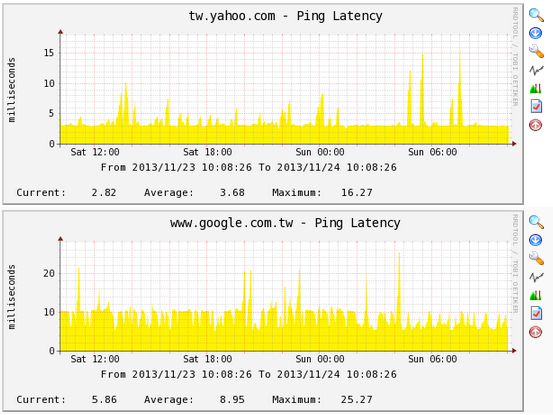 tw.yahoo.com - Ping Latency
RRDTOOL / TOBI OETIKER
milliseconds
15
10
5
0
Sat 12:00 Sat 18:00 Sun 00:00 Sun 06:00
From 2013/11/23 10:08:26 To 2013/11/24 10:08:26
Current: 2.82 Average: 3.68 Maximum: 16.27
www.google.com.tw - Ping Latency
RRDTOOL / TOBI OETIKER
milliseconds
20
10
0
Sat 12:00 Sat 18:00 Sun 00:00 Sun 06:00
From 2013/11/23 10:08:26 To 2013/11/24 10:08:26
Current: 5.86 Average: 8.95 Maximum: 25.27